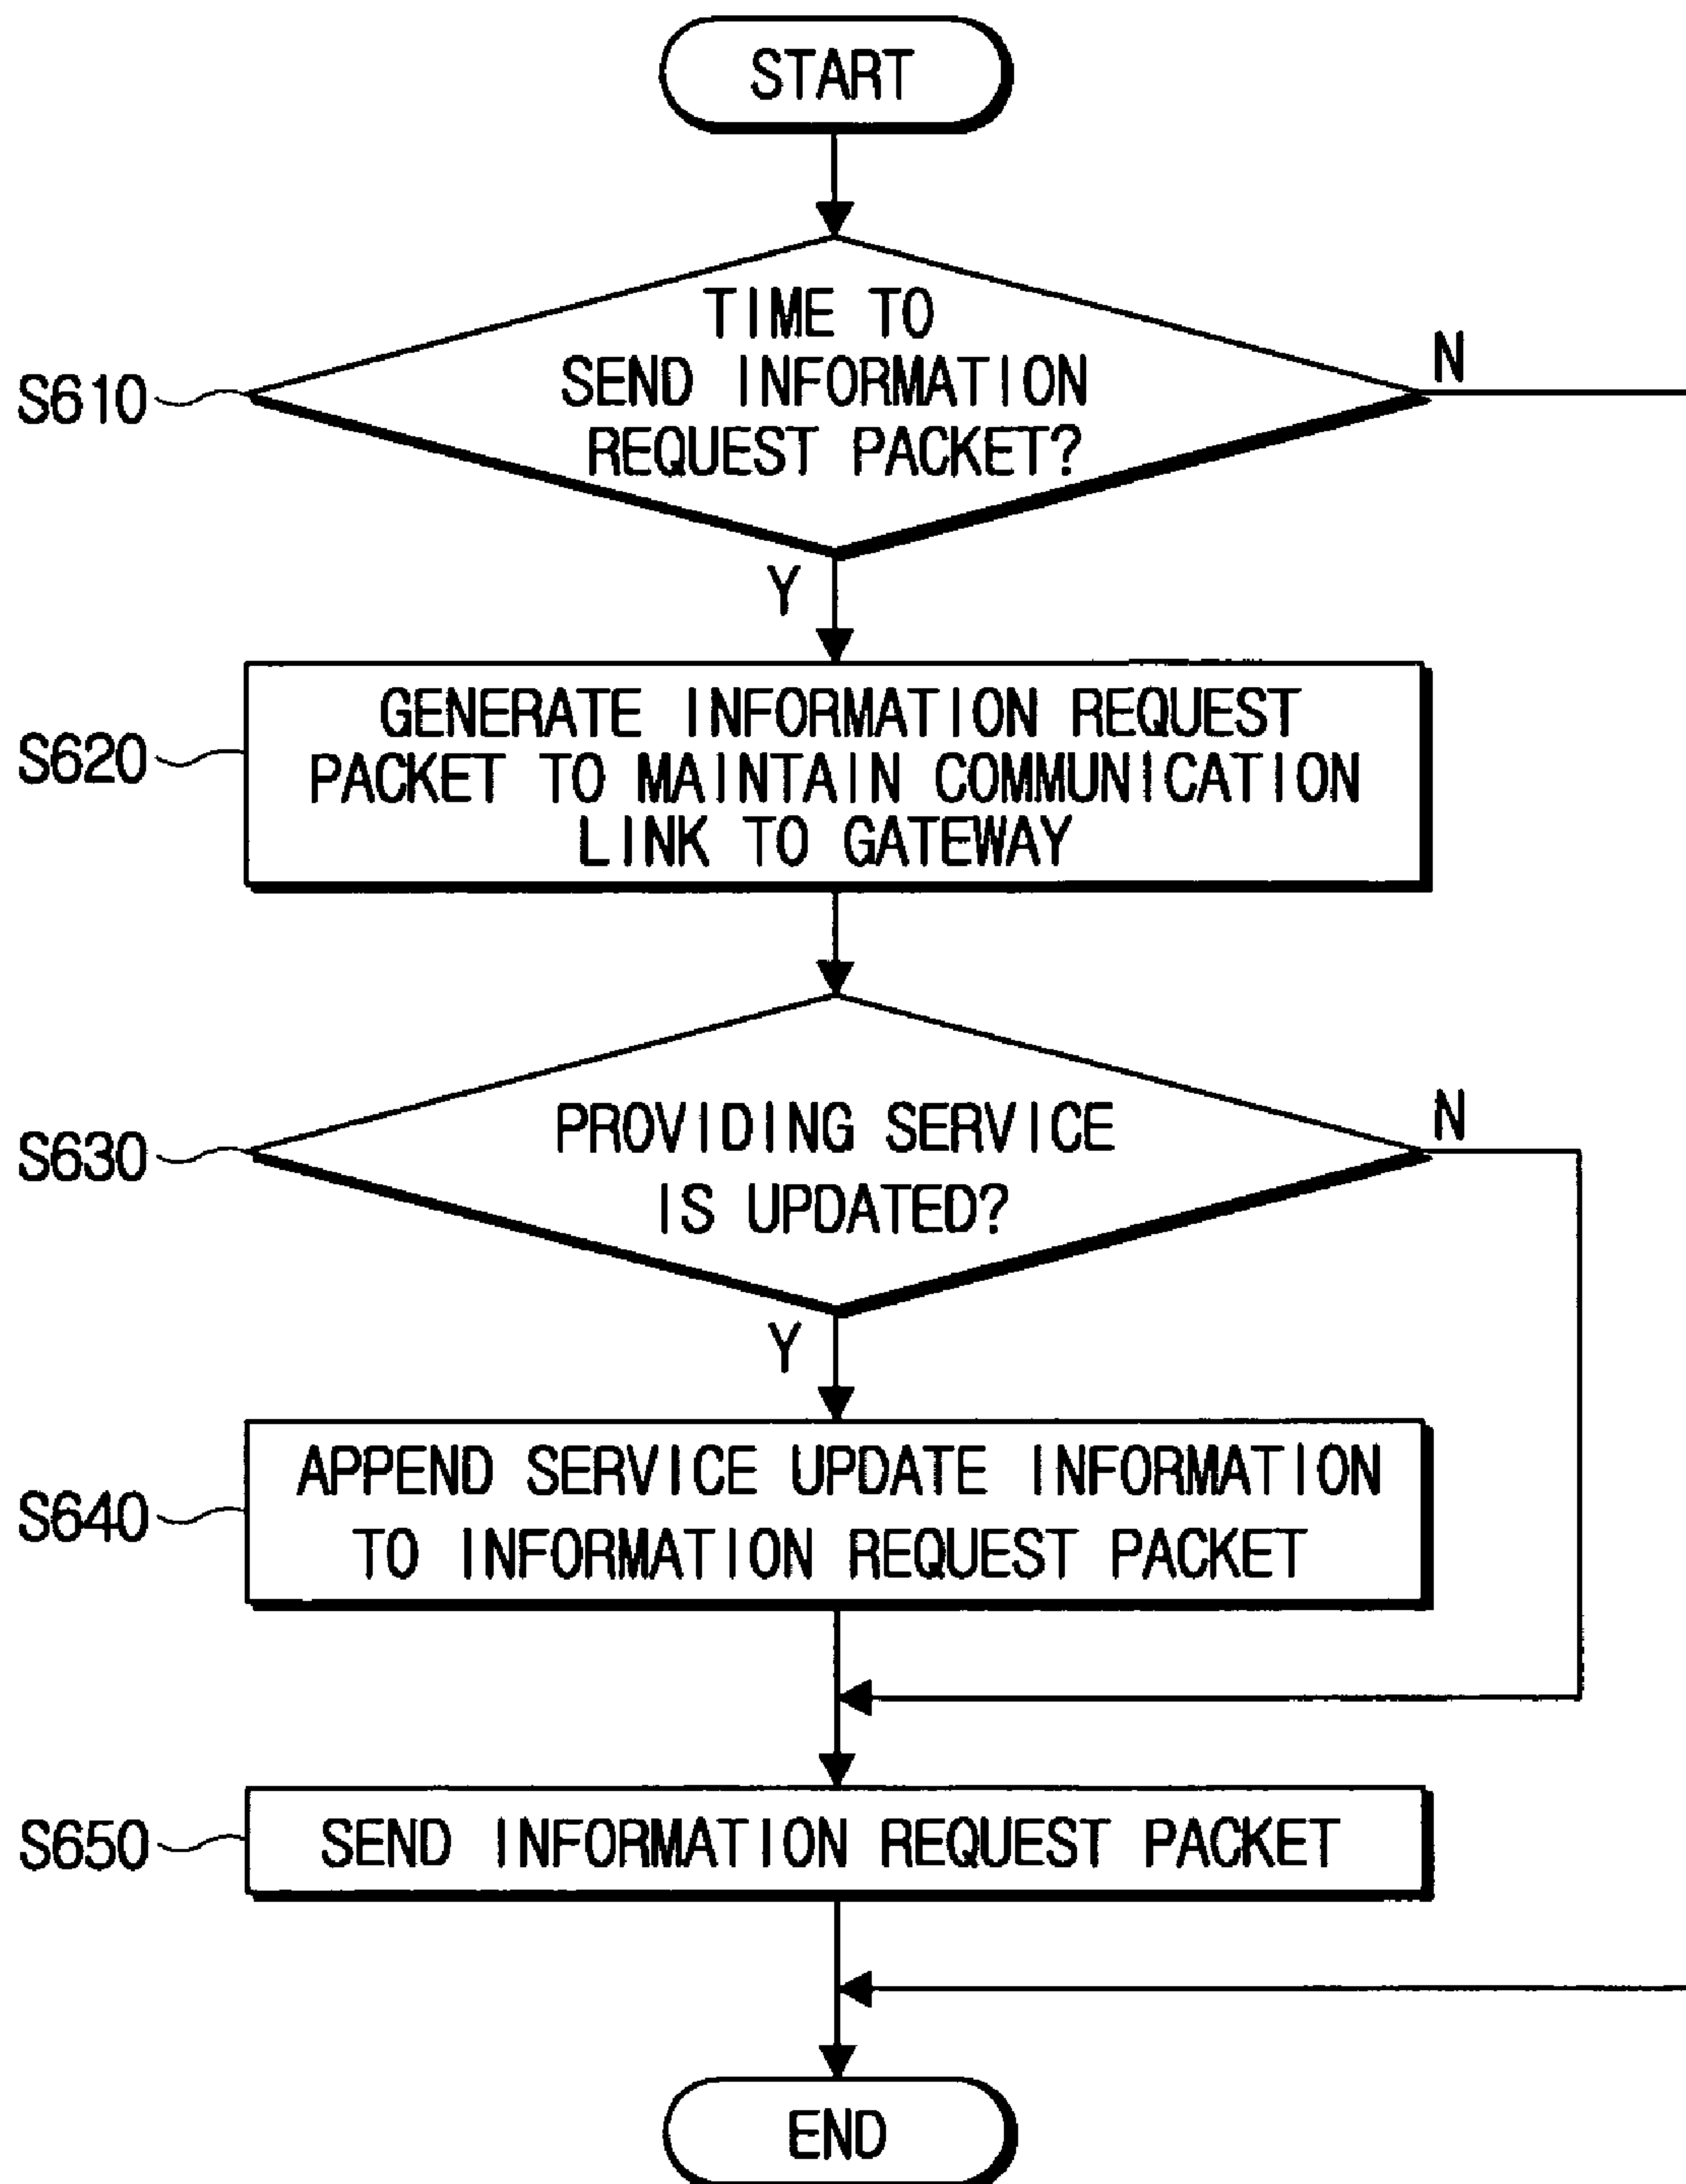 START
TIME TO
SEND INFORMATION
REQUEST PACKET?
N
S610
Y
GENERATE INFORMATION REQUEST
PACKET TO MAINTAIN COMMUNICATION
LINK TO GATEWAY
S620
PROVIDING SERVICE
IS UPDATED?
N
S630
Y
APPEND SERVICE UPDATE INFORMATION
TO INFORMATION REQUEST PACKET
S640
SEND INFORMATION REQUEST PACKET
S650
END